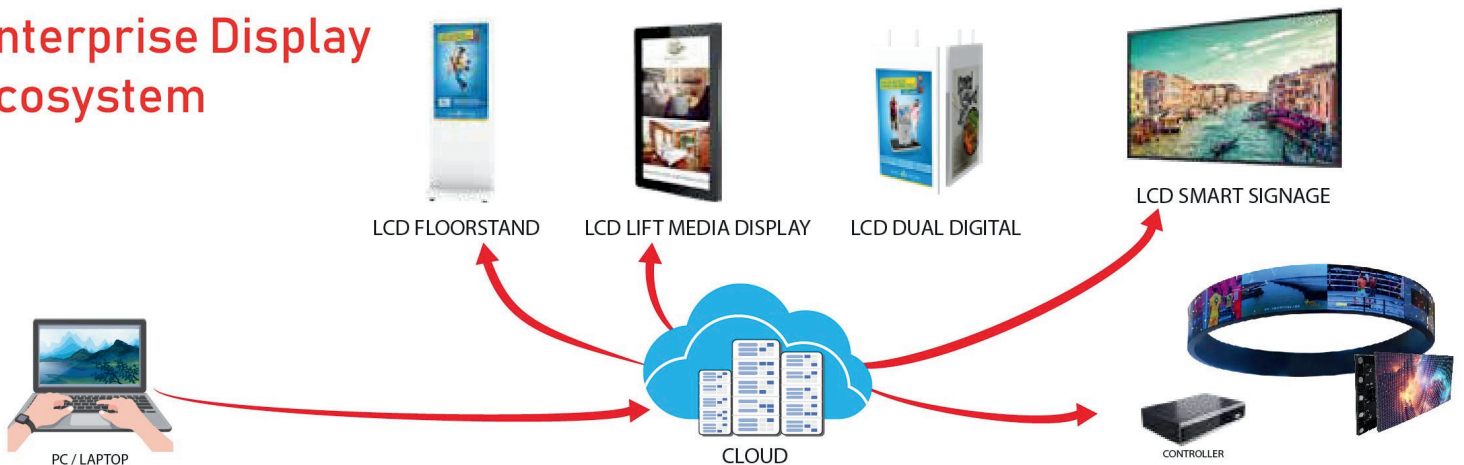 nterprise Display
cosystem
LCD FLOORSTAND
LCD LIFT MEDIA DISPLAY
LCD DUAL DIGITAL
LCD SMART SIGNAGE
PC / LAPTOP
CLOUD
CONTROLLER